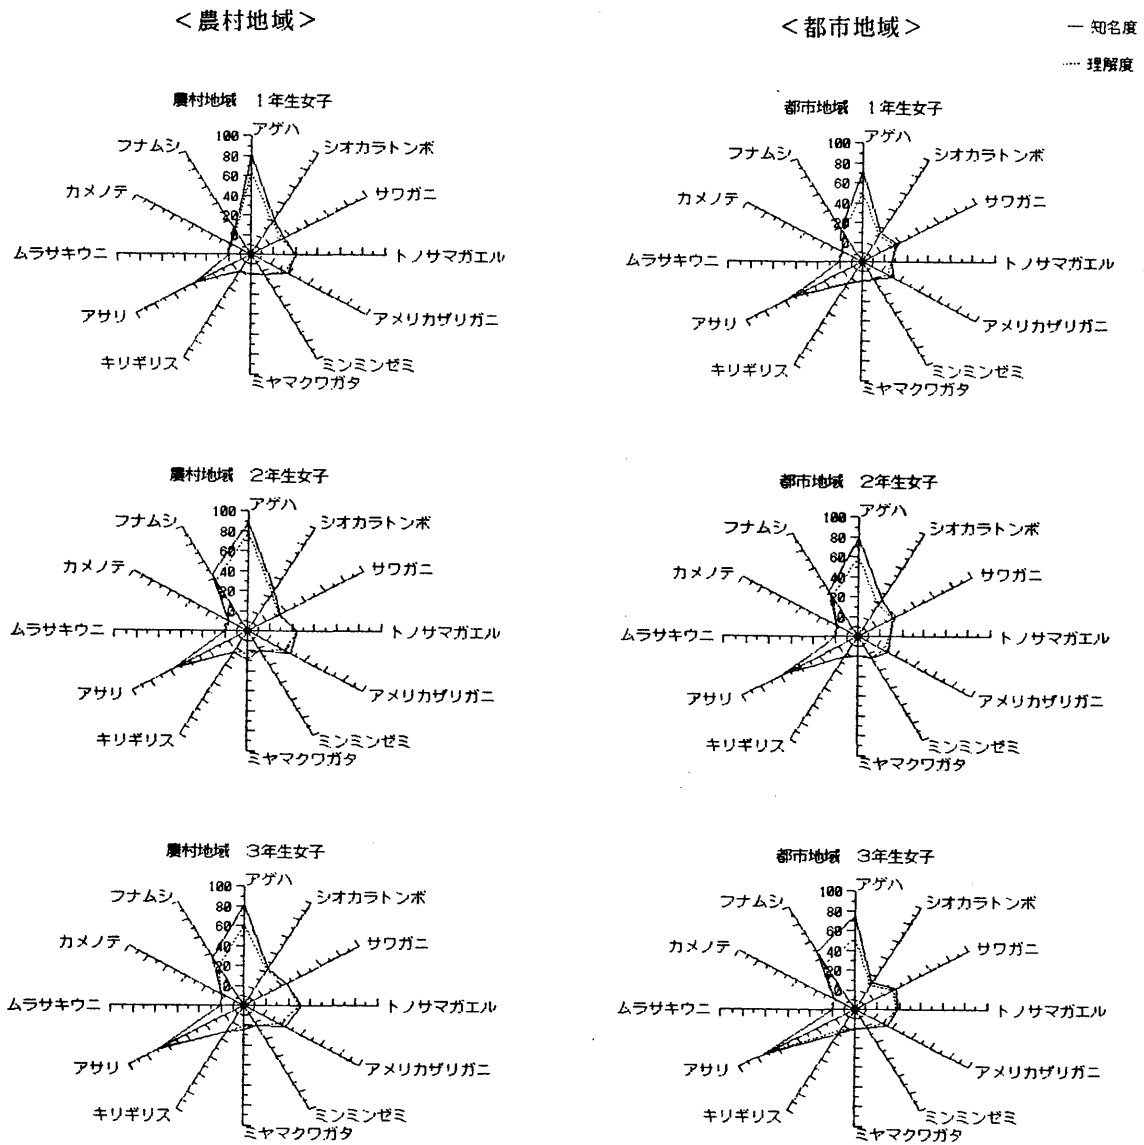 ＜農村地域＞
＜都市地域＞
― 知名度
‥‥ 理解度
農村地域　1年生女子
アゲハ
シオカラトンボ
サワガニ
トノサマガエル
アメリカザリガニ
ミンミンゼミ
ミヤマクワガタ
キリギリス
アサリ
ムラサキウニ
カメノテ
フナムシ
100
80
60
40
20
0
都市地域　1年生女子
アゲハ
シオカラトンボ
サワガニ
トノサマガエル
アメリカザリガニ
ミンミンゼミ
ミヤマクワガタ
キリギリス
アサリ
ムラサキウニ
カメノテ
フナムシ
100
80
60
40
20
0
農村地域　2年生女子
アゲハ
シオカラトンボ
サワガニ
トノサマガエル
アメリカザリガニ
ミンミンゼミ
ミヤマクワガタ
キリギリス
アサリ
ムラサキウニ
カメノテ
フナムシ
100
80
60
40
20
0
都市地域　2年生女子
アゲハ
シオカラトンボ
サワガニ
トノサマガエル
アメリカザリガニ
ミンミンゼミ
ミヤマクワガタ
キリギリス
アサリ
ムラサキウニ
カメノテ
フナムシ
100
80
60
40
20
0
農村地域　3年生女子
アゲハ
シオカラトンボ
サワガニ
トノサマガエル
アメリカザリガニ
ミンミンゼミ
ミヤマクワガタ
キリギリス
アサリ
ムラサキウニ
カメノテ
フナムシ
100
80
60
40
20
0
都市地域　3年生女子
アゲハ
シオカラトンボ
サワガニ
トノサマガエル
アメリカザリガニ
ミンミンゼミ
ミヤマクワガタ
キリギリス
アサリ
ムラサキウニ
カメノテ
フナムシ
100
80
60
40
20
0